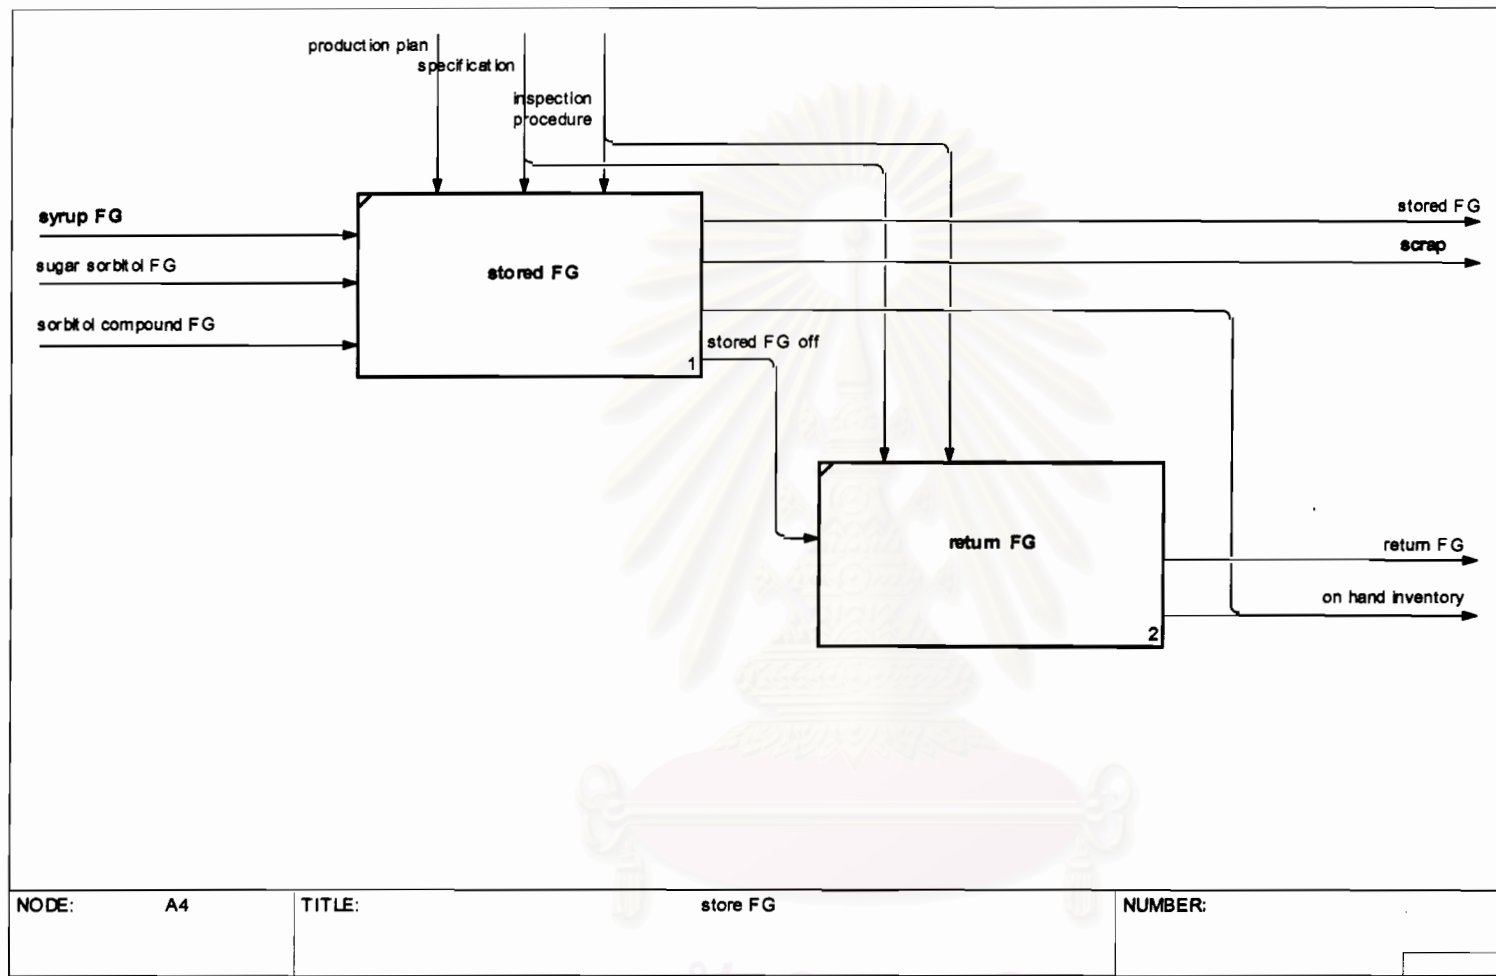 production plan
specification
inspection
procedure
syrup FG
sugar sorbitol FG
sorbitol compound FG
stored FG
1
stored FG
scrap
stored FG off
return FG
2
return FG
on hand inventory
NODE: A4 TITLE: store FG NUMBER: